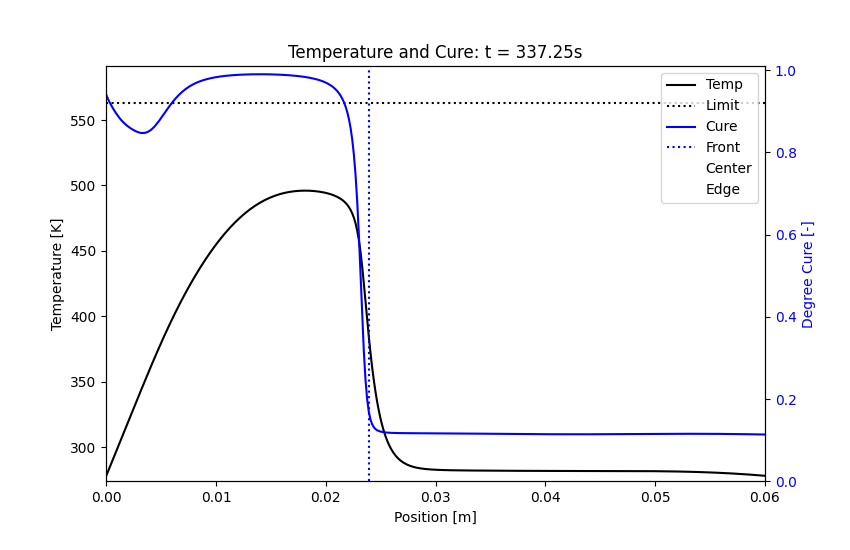 Temperature and Cure: t = 337.25s
Temperature [K]
550
500
450
400
350
300
Temp
Limit
Cure
Front
Center
Edge
1.0
0.8
0.6
0.4
0.2
0.0
Degree Cure [-]
0.00 0.01 0.02 0.03 0.04 0.05 0.06
Position [m]